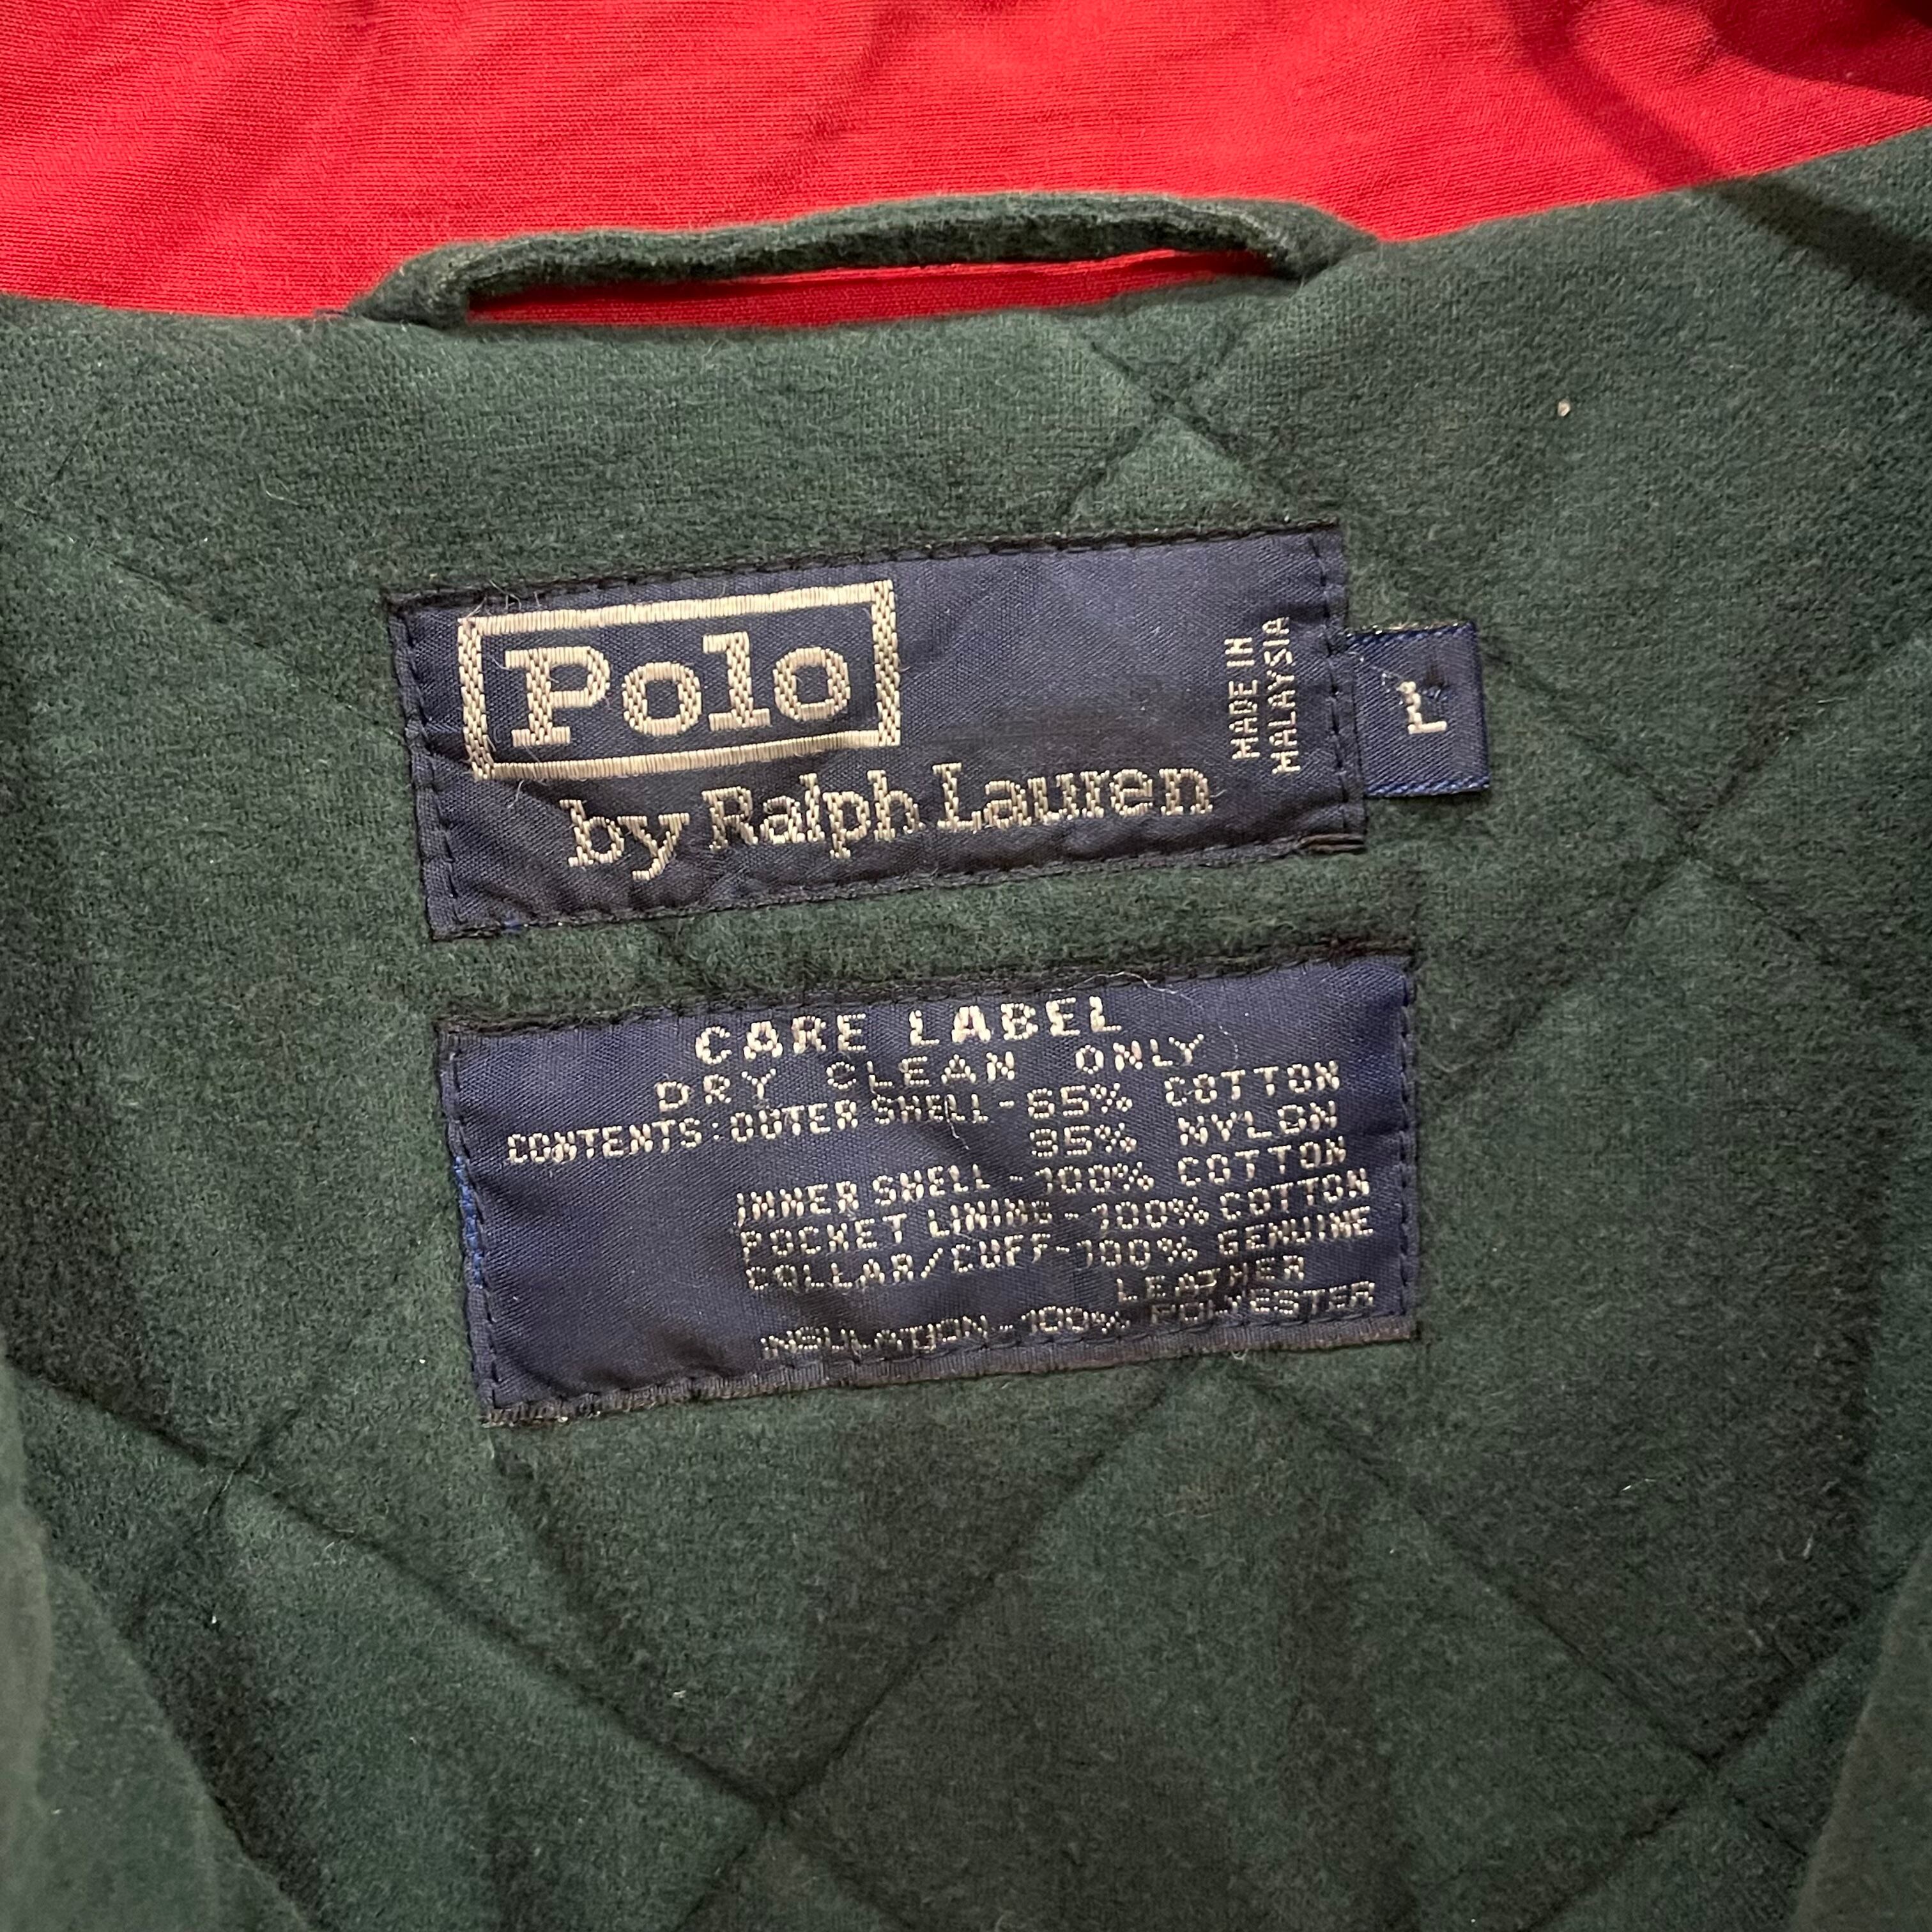 Polo
by Ralph Lauren
MADE IN
MALAYSIA
L
CARE LABEL
DRY CLEAN ONLY
CONTENTS: OUTER SHELL-65% COTTON
35% NYLON
INNER SHELL-100% COTTON
POCKET LINING-100% COTTON
COLLAR/CUFF-100% GENUINE
LEATHER
INSULATION-100% POLYESTER